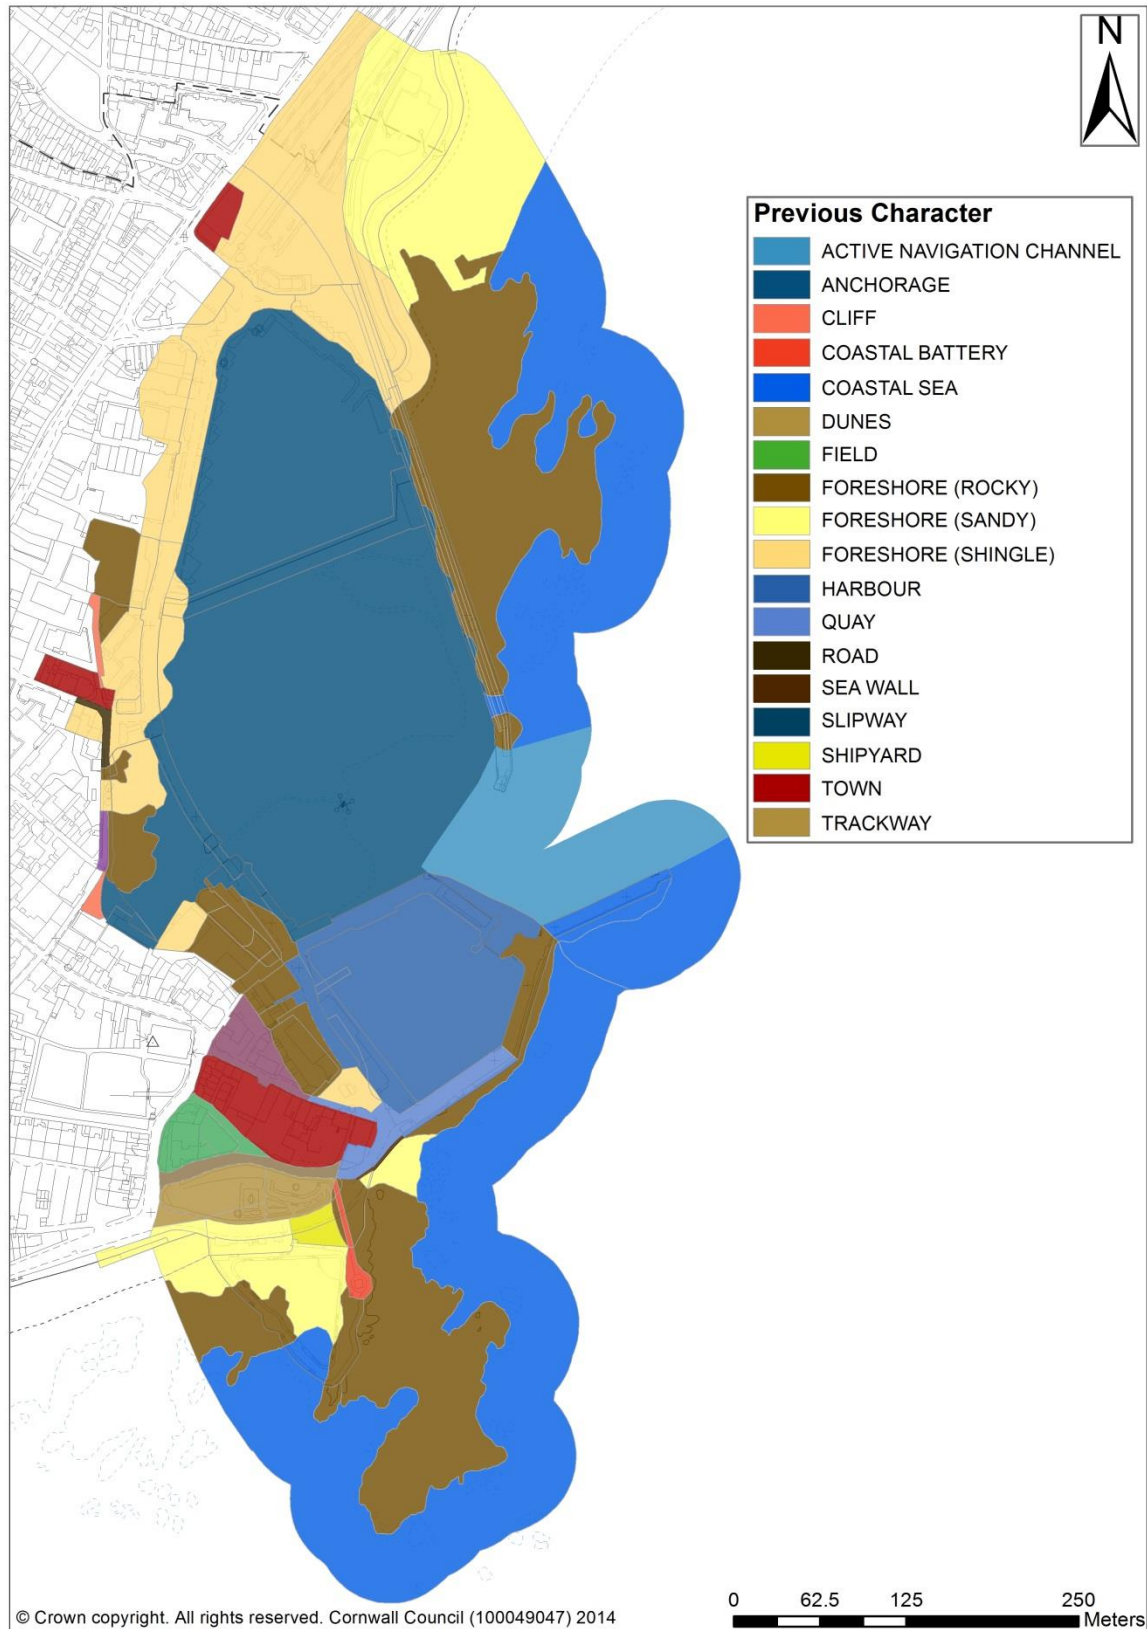 N
Previous Character
ACTIVE NAVIGATION CHANNEL
ANCHORAGE
CLIFF
COASTAL BATTERY
COASTAL SEA
DUNES
FIELD
FORESHORE (ROCKY)
FORESHORE (SANDY)
FORESHORE (SHINGLE)
HARBOUR
QUAY
ROAD
SEA WALL
SLIPWAY
SHIPYARD
TOWN
TRACKWAY
© Crown copyright. All rights reserved. Cornwall Council (100049047) 2014
0 62.5 125 250
Meters